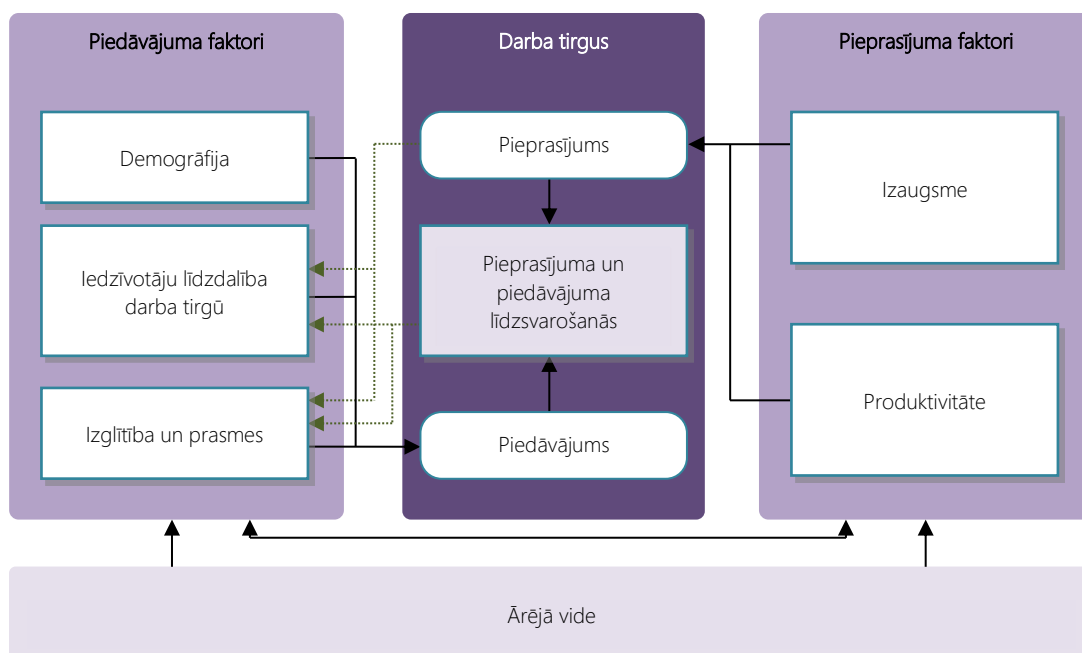 Piedāvājuma faktori
Demogrāfija
Iedzīvotāju līdzdalība
darba tirgū
Izglītība un prasmes
Darba tirgus
Pieprasījums
Pieprasījuma un
piedāvājuma
līdzsvarošanās
Piedāvājums
Pieprasījuma faktori
Izaugsme
Produktivitāte
Ārējā vide